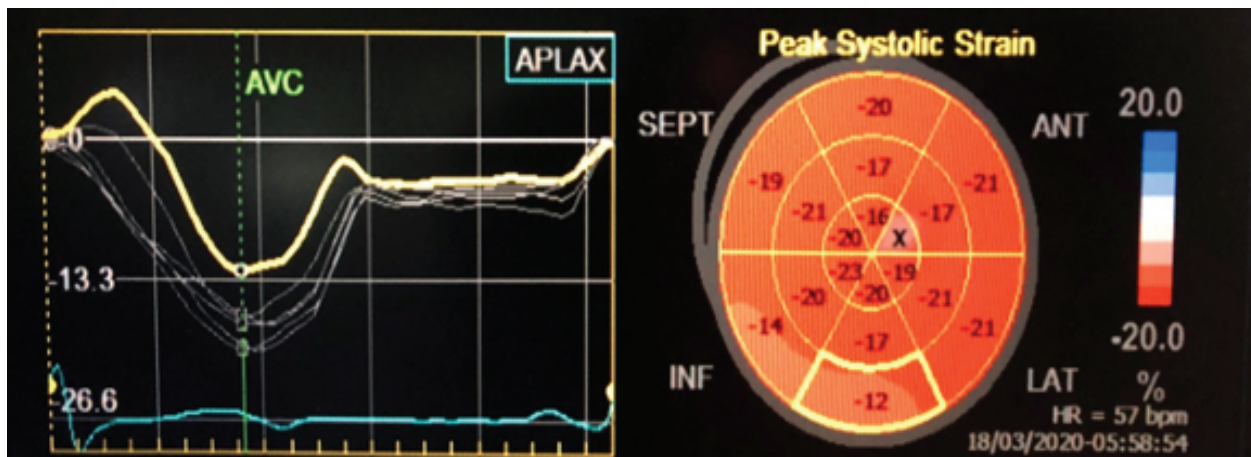 APLAX
AVC
0
-13.3
-26.6
Peak Systolic Strain
SEPT
ANT
INF
LAT
-20
-19
-17
-21
-21
-16
-17
-20
X
-23
-19
-20
-20
-21
-14
-17
-21
-12
20.0
-20.0
%
HR = 57 bpm
18/03/2020-05:58:54